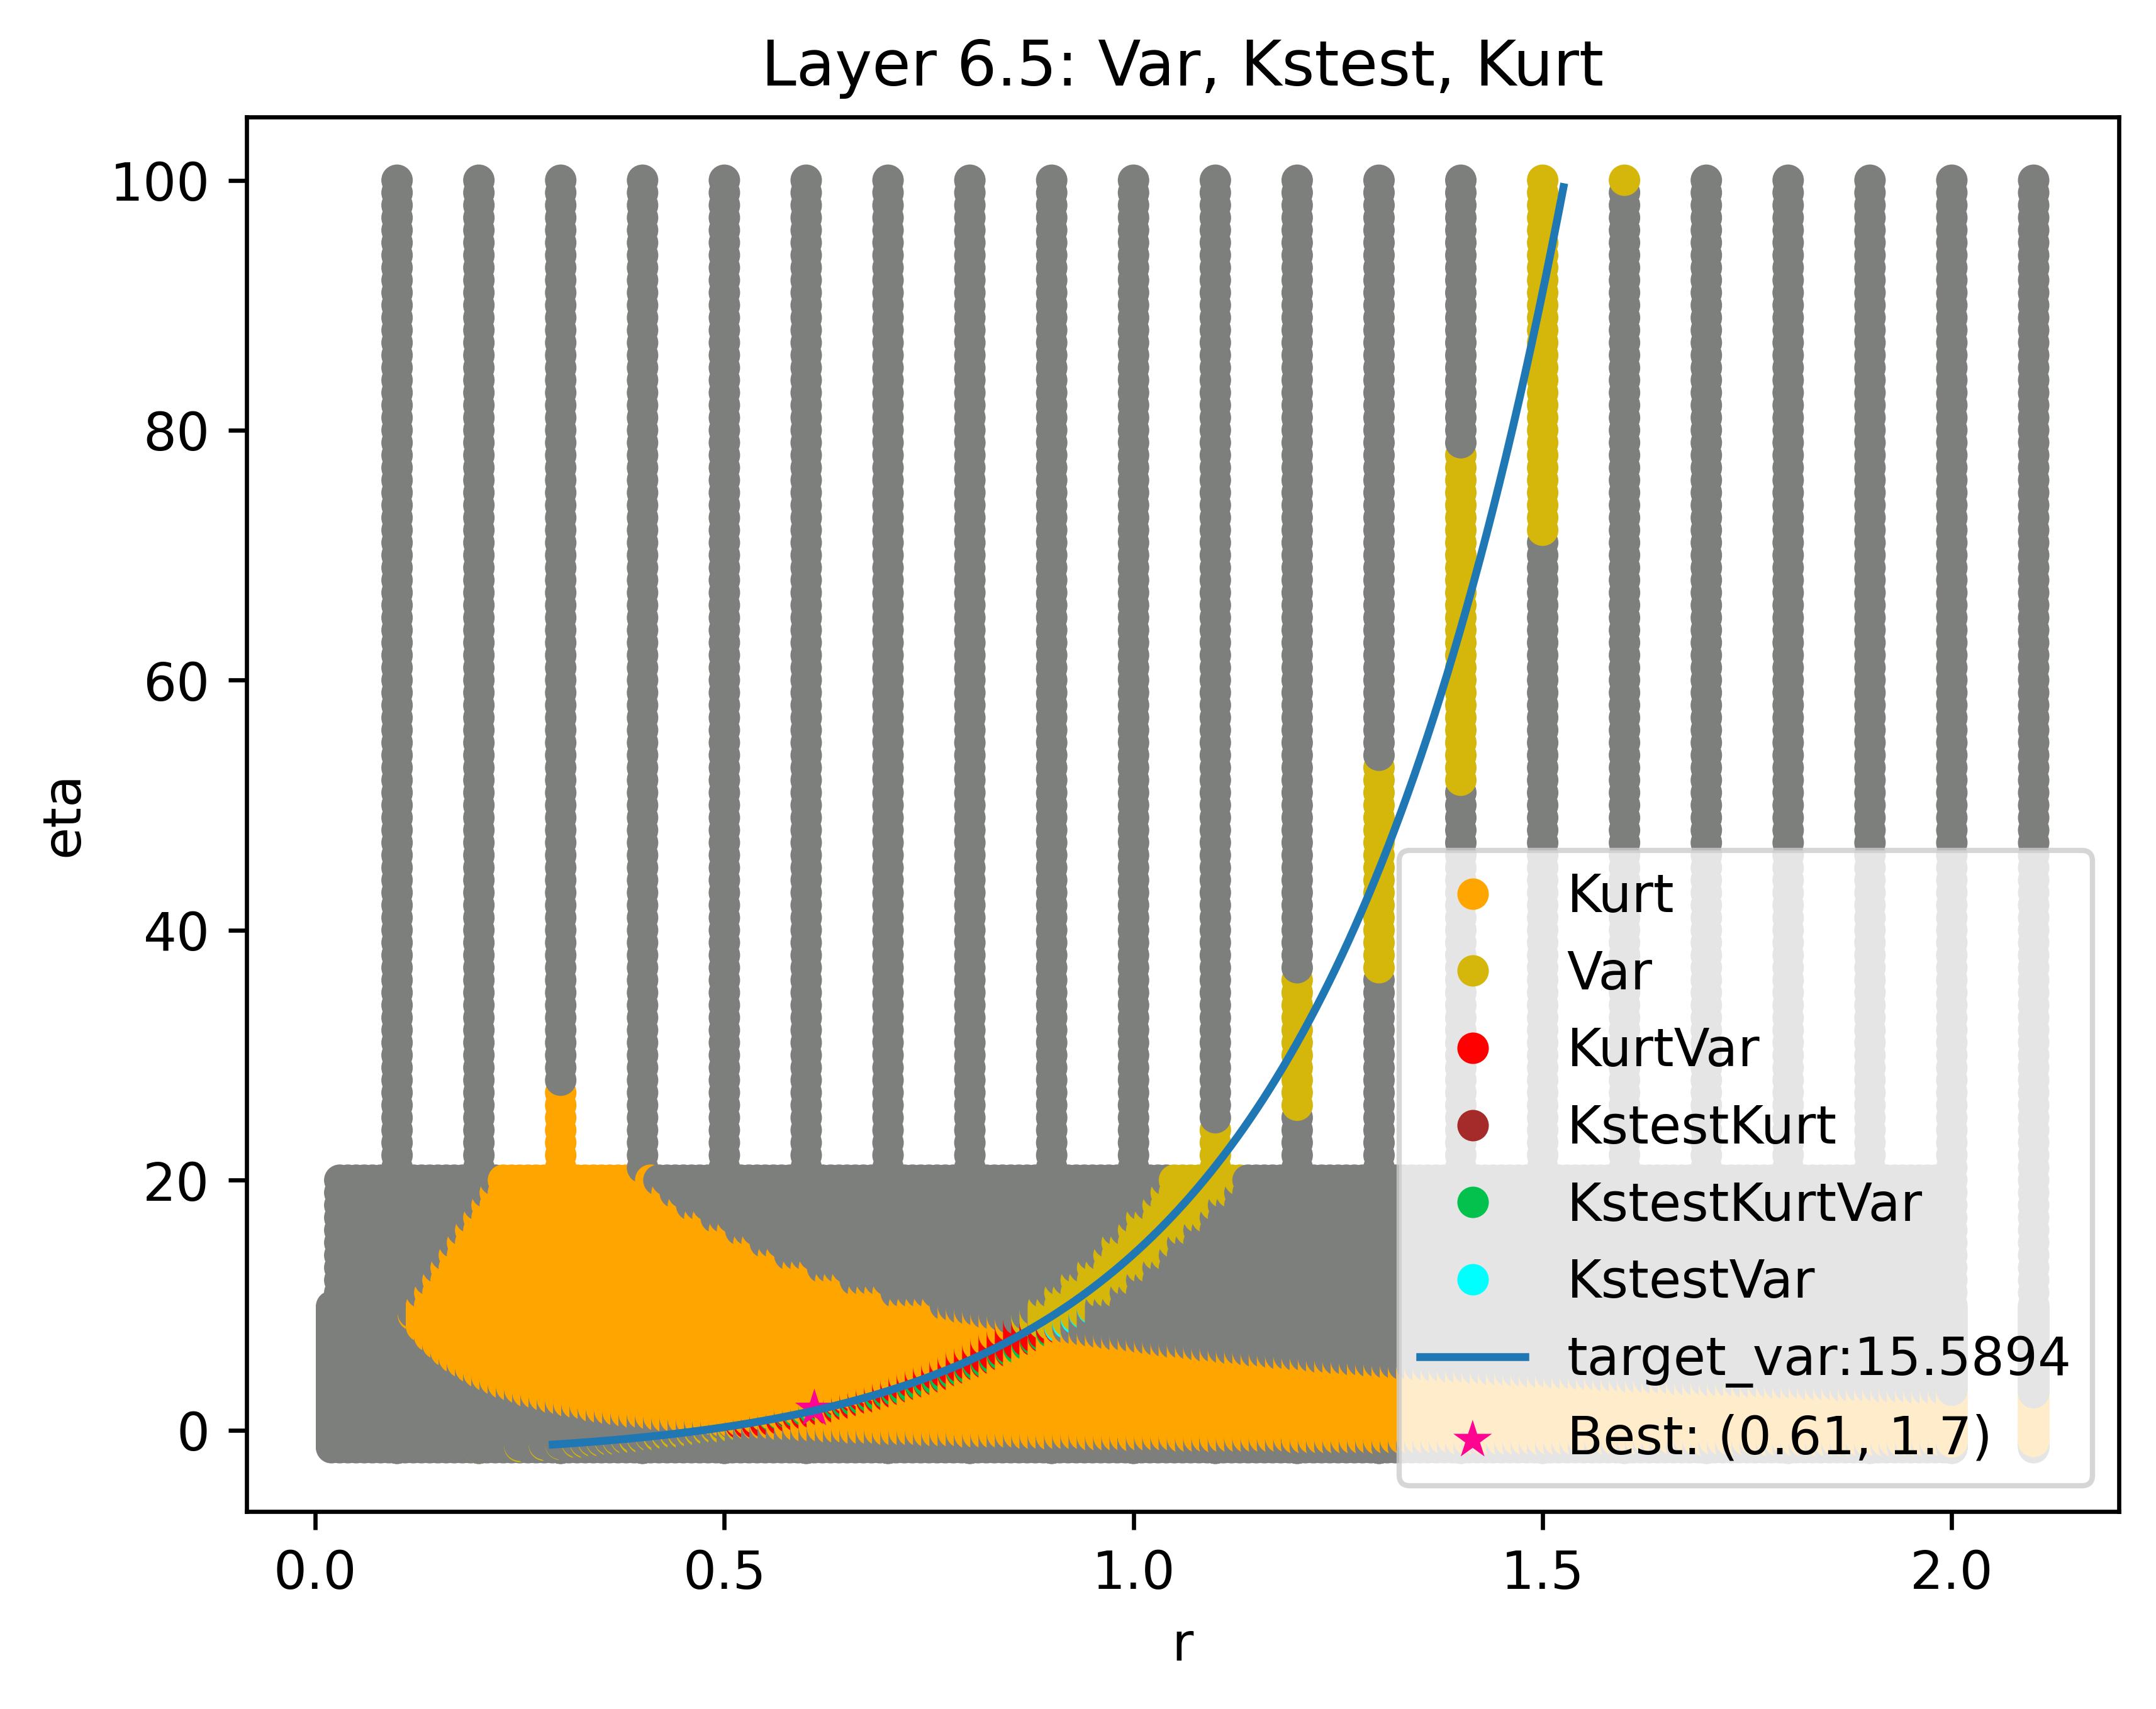 Layer 6.5: Var, Kstest, Kurt
100
80
60
40
20
0
eta
Kurt
Var
KurtVar
KstestKurt
KstestKurtVar
KstestVar
target_var:15.5894
Best: (0.61, 1.7)
0.0 0.5 1.0 1.5 2.0
r